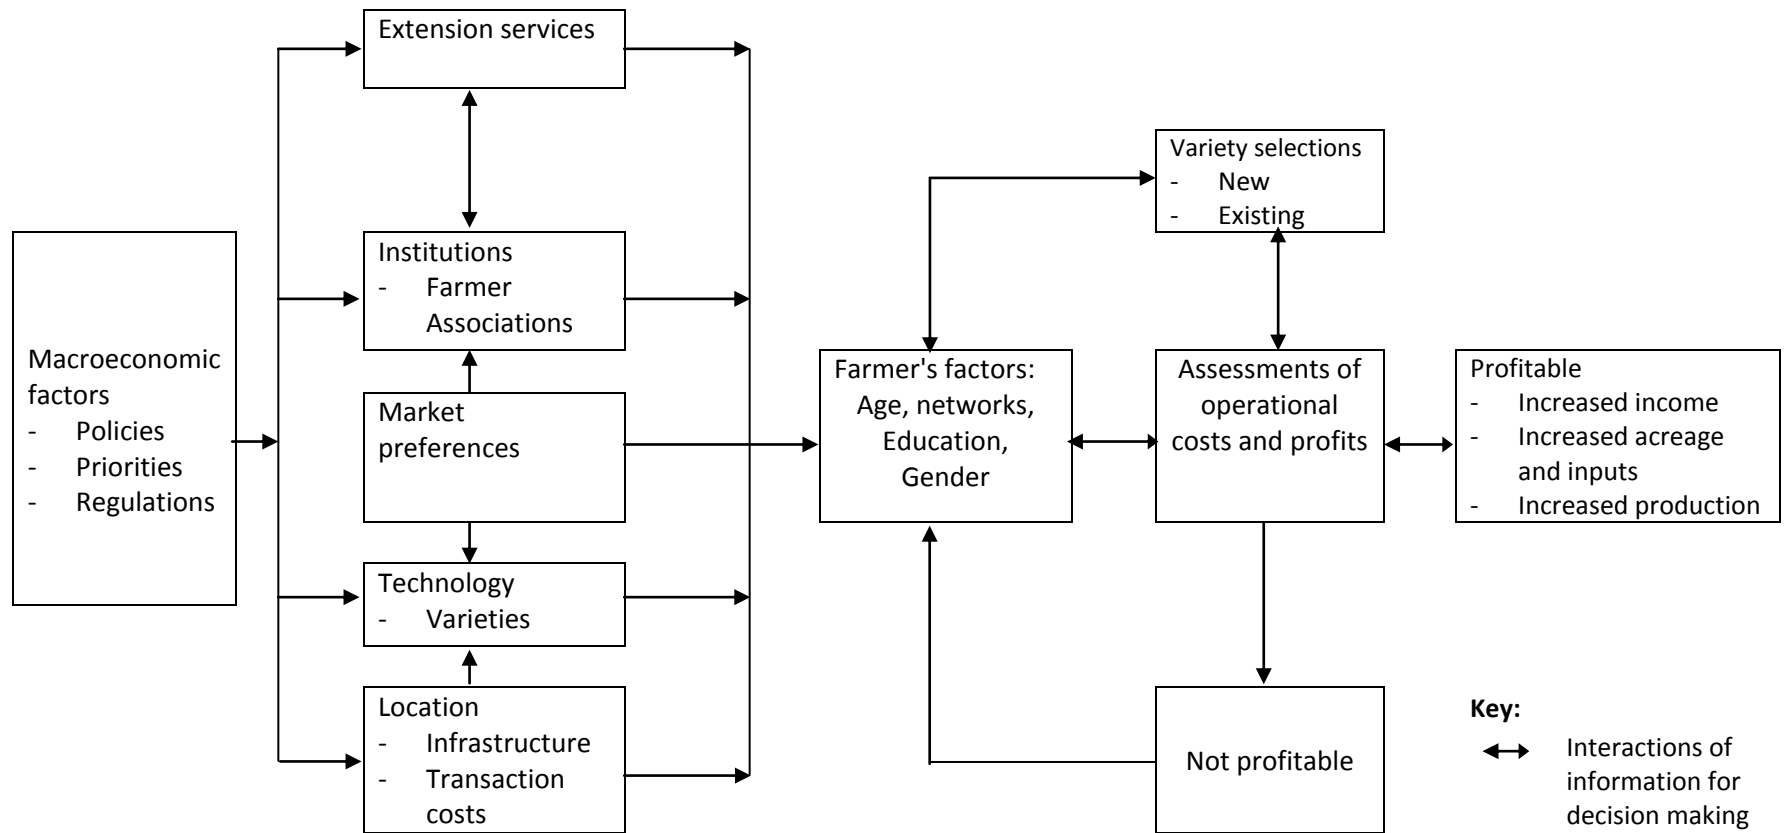 Extension services
Institutions
- Farmer
Associations
Macroeconomic
factors
- Policies
- Priorities
- Regulations
Market
preferences
Technology
- Varieties
Location
- Infrastructure
- Transaction
costs
Farmer's factors:
Age, networks,
Education,
Gender
Variety selections
- New
- Existing
Assessments of
operational
costs and profits
Profitable
- Increased income
- Increased acreage
and inputs
- Increased production
Not profitable
Key:
Interactions of
information for
decision making